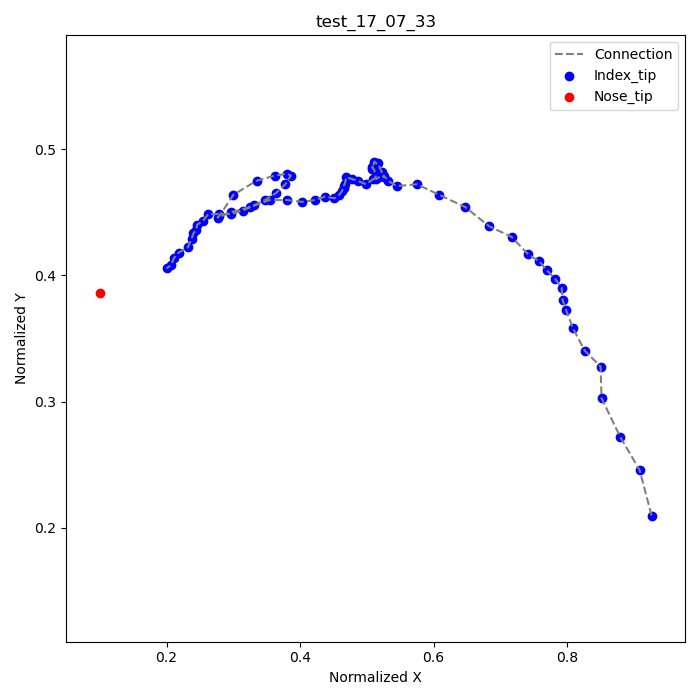 test_17_07_33
Connection
Index_tip
Nose_tip
0.5
0.4
0.3
0.2
Normalized Y
0.2 0.4 0.6 0.8
Normalized X